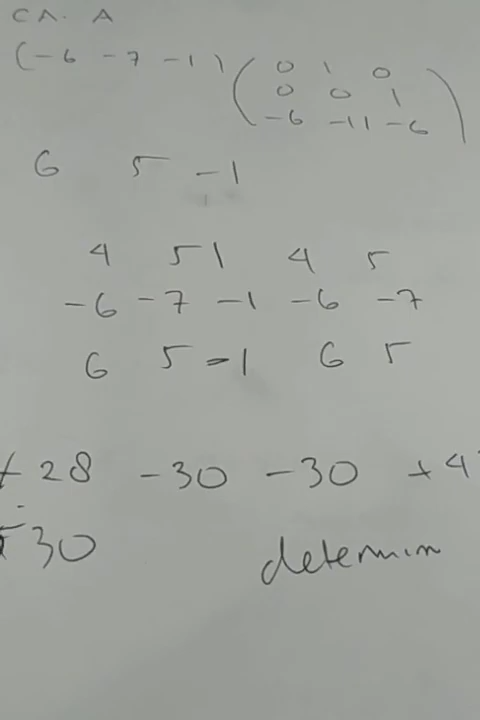 CA. A
(-6 -7 -1) ( 0 1 0
0 0 1
-6 -11 -6 )
6 5 -1
4 5 1 4 5
-6 -7 -1 -6 -7
6 5 -1 6 5
+28 -30 -30 +4
30 determin